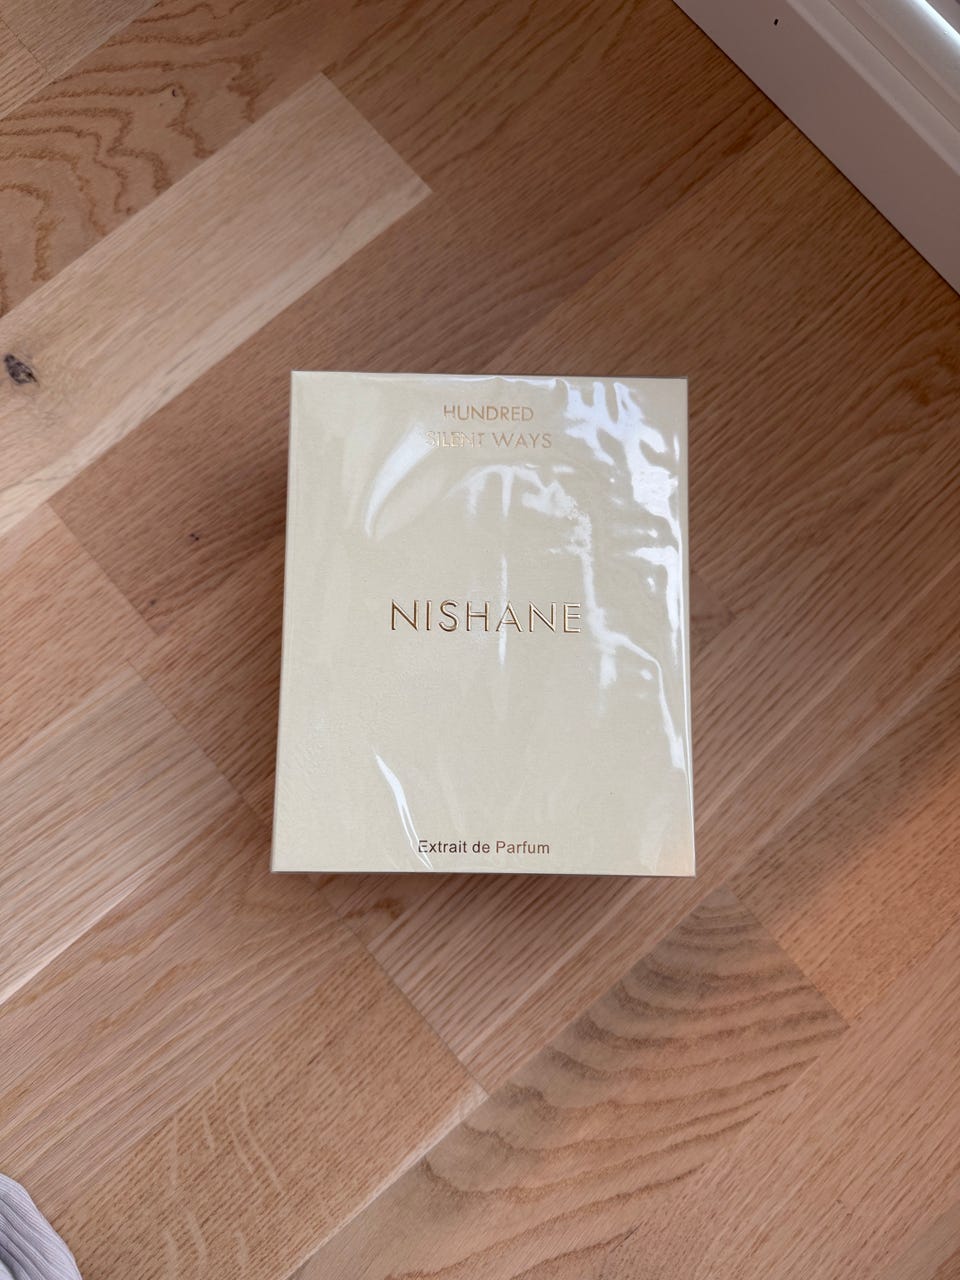 HUNDRED
SILENT WAYS
NISHANE
Extrait de Parfum